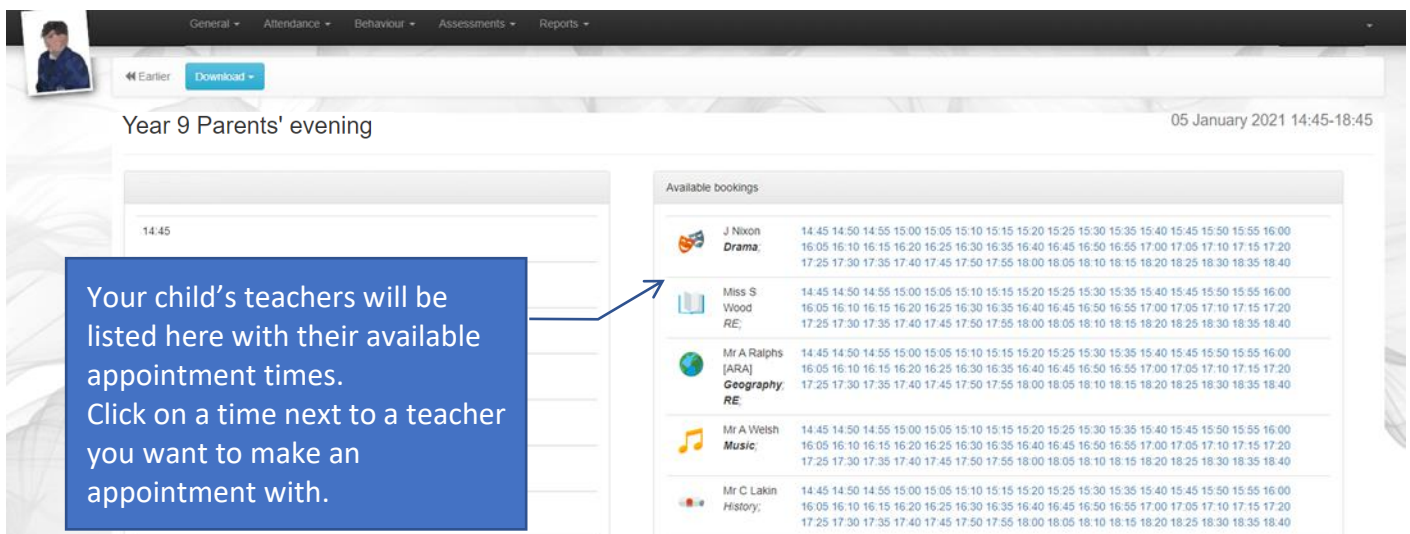 General Attendance Behaviour Assessments Reports
Earlier Download
Year 9 Parents' evening
05 January 2021 14:45-18:45
14:45
Your child’s teachers will be
listed here with their available
appointment times.
Click on a time next to a teacher
you want to make an
appointment with.
Available bookings
J Nixon
Drama;
14:45 14:50 14:55 15:00 15:05 15:10 15:15 15:20 15:25 15:30 15:35 15:40 15:45 15:50 15:55 16:00
16:05 16:10 16:15 16:20 16:25 16:30 16:35 16:40 16:45 16:50 16:55 17:00 17:05 17:10 17:15 17:20
17:25 17:30 17:35 17:40 17:45 17:50 17:55 18:00 18:05 18:10 18:15 18:20 18:25 18:30 18:35 18:40
Miss S
Wood
RE;
14:45 14:50 14:55 15:00 15:05 15:10 15:15 15:20 15:25 15:30 15:35 15:40 15:45 15:50 15:55 16:00
16:05 16:10 16:15 16:20 16:25 16:30 16:35 16:40 16:45 16:50 16:55 17:00 17:05 17:10 17:15 17:20
17:25 17:30 17:35 17:40 17:45 17:50 17:55 18:00 18:05 18:10 18:15 18:20 18:25 18:30 18:35 18:40
Mr A Ralphs
[ARA]
Geography;
RE;
14:45 14:50 14:55 15:00 15:05 15:10 15:15 15:20 15:25 15:30 15:35 15:40 15:45 15:50 15:55 16:00
16:05 16:10 16:15 16:20 16:25 16:30 16:35 16:40 16:45 16:50 16:55 17:00 17:05 17:10 17:15 17:20
17:25 17:30 17:35 17:40 17:45 17:50 17:55 18:00 18:05 18:10 18:15 18:20 18:25 18:30 18:35 18:40
Mr A Welsh
Music;
14:45 14:50 14:55 15:00 15:05 15:10 15:15 15:20 15:25 15:30 15:35 15:40 15:45 15:50 15:55 16:00
16:05 16:10 16:15 16:20 16:25 16:30 16:35 16:40 16:45 16:50 16:55 17:00 17:05 17:10 17:15 17:20
17:25 17:30 17:35 17:40 17:45 17:50 17:55 18:00 18:05 18:10 18:15 18:20 18:25 18:30 18:35 18:40
Mr C Lakin
History;
14:45 14:50 14:55 15:00 15:05 15:10 15:15 15:20 15:25 15:30 15:35 15:40 15:45 15:50 15:55 16:00
16:05 16:10 16:15 16:20 16:25 16:30 16:35 16:40 16:45 16:50 16:55 17:00 17:05 17:10 17:15 17:20
17:25 17:30 17:35 17:40 17:45 17:50 17:55 18:00 18:05 18:10 18:15 18:20 18:25 18:30 18:35 18:40